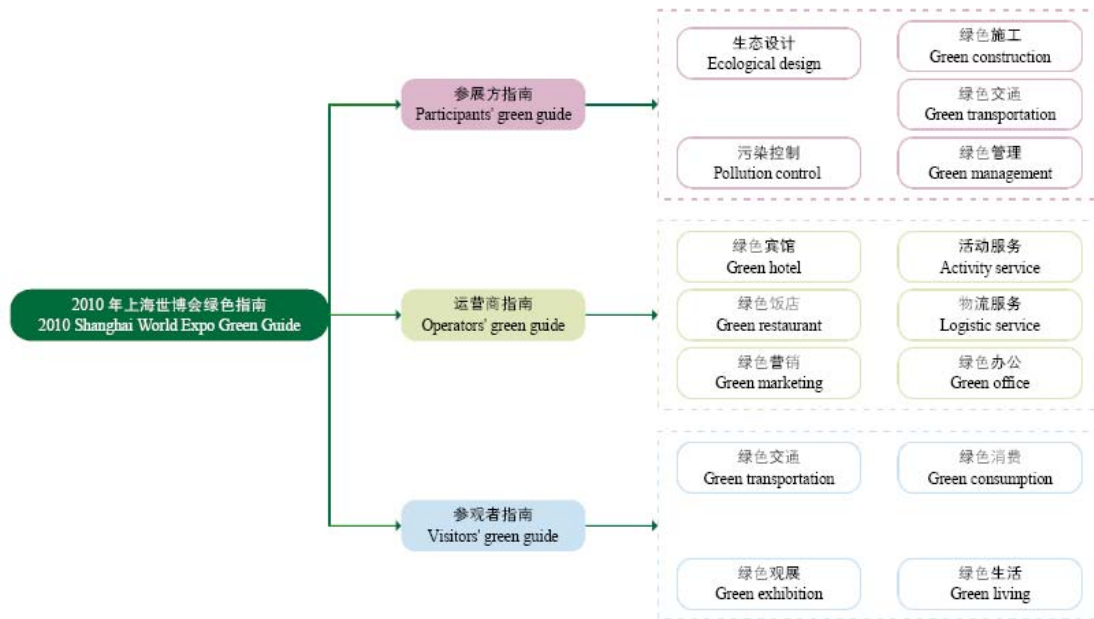 2010 年上海世博会绿色指南
2010 Shanghai World Expo Green Guide
参展方指南
Participants' green guide
生态设计
Ecological design
绿色施工
Green construction
绿色交通
Green transportation
污染控制
Pollution control
绿色管理
Green management
运营商指南
Operators' green guide
绿色宾馆
Green hotel
活动服务
Activity service
绿色饭店
Green restaurant
物流服务
Logistic service
绿色营销
Green marketing
绿色办公
Green office
参观者指南
Visitors' green guide
绿色交通
Green transportation
绿色消费
Green consumption
绿色观展
Green exhibition
绿色生活
Green living